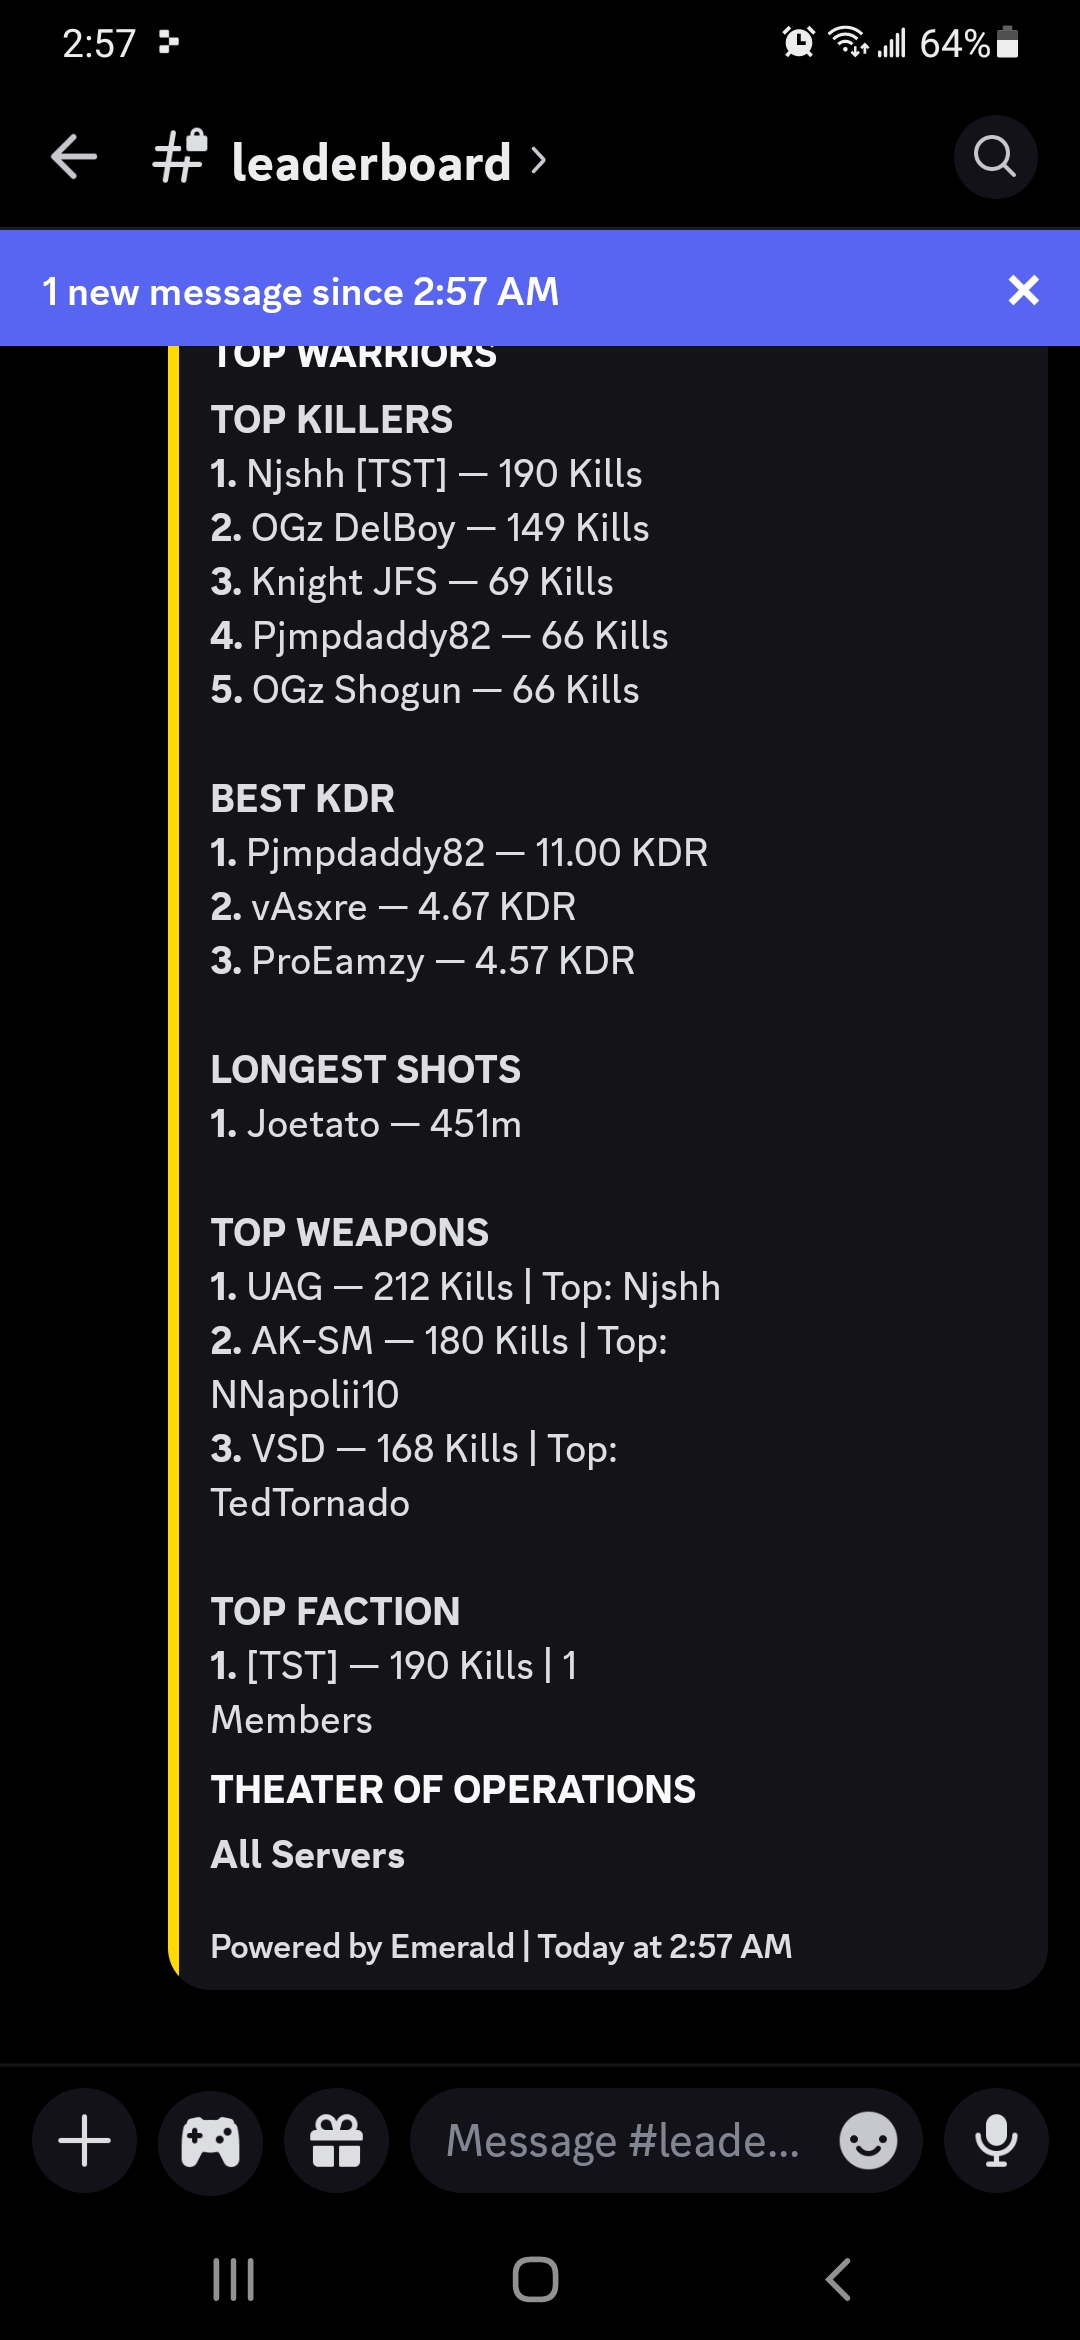 2:57
64%
leaderboard
1 new message since 2:57 AM
TOP WARRIORS
TOP KILLERS
1. Njshh [TST] — 190 Kills
2. OGz DelBoy — 149 Kills
3. Knight JFS — 69 Kills
4. Pjmpdaddy82 — 66 Kills
5. OGz Shogun — 66 Kills
BEST KDR
1. Pjmpdaddy82 — 11.00 KDR
2. vAsxre — 4.67 KDR
3. ProEamzy — 4.57 KDR
LONGEST SHOTS
1. Joetato — 451m
TOP WEAPONS
1. UAG — 212 Kills | Top: Njshh
2. AK-SM — 180 Kills | Top:
NNapolii10
3. VSD — 168 Kills | Top:
TedTornado
TOP FACTION
1. [TST] — 190 Kills | 1
Members
THEATER OF OPERATIONS
All Servers
Powered by Emerald | Today at 2:57 AM
Message #leade...